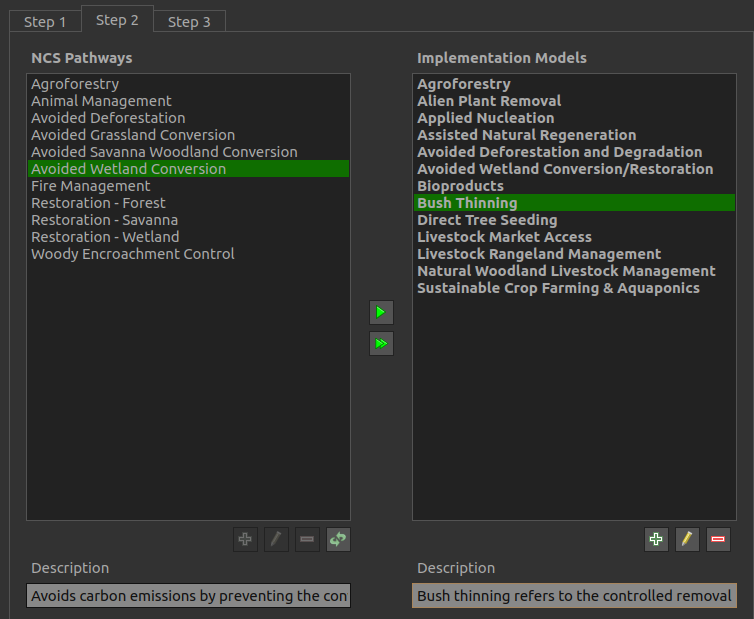 Step 1
Step 2
Step 3
NCS Pathways
Agroforestry
Animal Management
Avoided Deforestation
Avoided Grassland Conversion
Avoided Savanna Woodland Conversion
Avoided Wetland Conversion
Fire Management
Restoration - Forest
Restoration - Savanna
Restoration - Wetland
Woody Encroachment Control
Description
Avoids carbon emissions by preventing the con
Implementation Models
Agroforestry
Alien Plant Removal
Applied Nucleation
Assisted Natural Regeneration
Avoided Deforestation and Degradation
Avoided Wetland Conversion/Restoration
Bioproducts
Bush Thinning
Direct Tree Seeding
Livestock Market Access
Livestock Rangeland Management
Natural Woodland Livestock Management
Sustainable Crop Farming & Aquaponics
Description
Bush thinning refers to the controlled removal